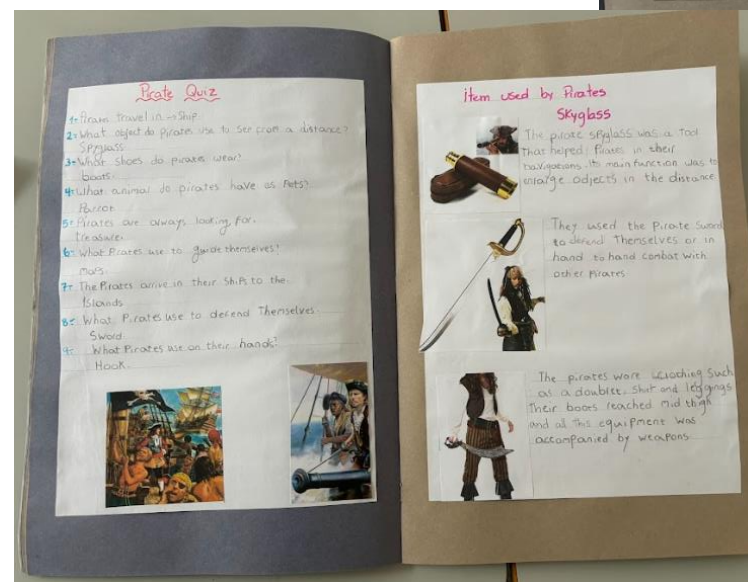 Pirate Quiz
1- Pirates Travel in → Ship
2- What object do pirates use to see from a distance?
Spyglass
3- What shoes do pirates wear?
boots.
4- What animal do pirates have as Pets?
Parrot
5- Pirates are always looking for.
treasure.
6- What Pirates use to guide themselves?
maps.
7- The Pirates arrive in their Ships to the.
Islands
8- What Pirates use to defend Themselves.
Sword
9- What Pirates use on their hands?
Hook.
item used by Pirates
Skyglass
The pirate spyglass was a Tool
That helped Pirates in their
navigations. Its main function was to
enlarge odjects in the distance
They used the Pirate Sword
to defend Themselves or in
hand to hand combat with
other Pirates
The pirates wore such
as a doublet, shirt and leggings
Their boots reached mid thigh
and all this equipment was
accompanied by weapons.